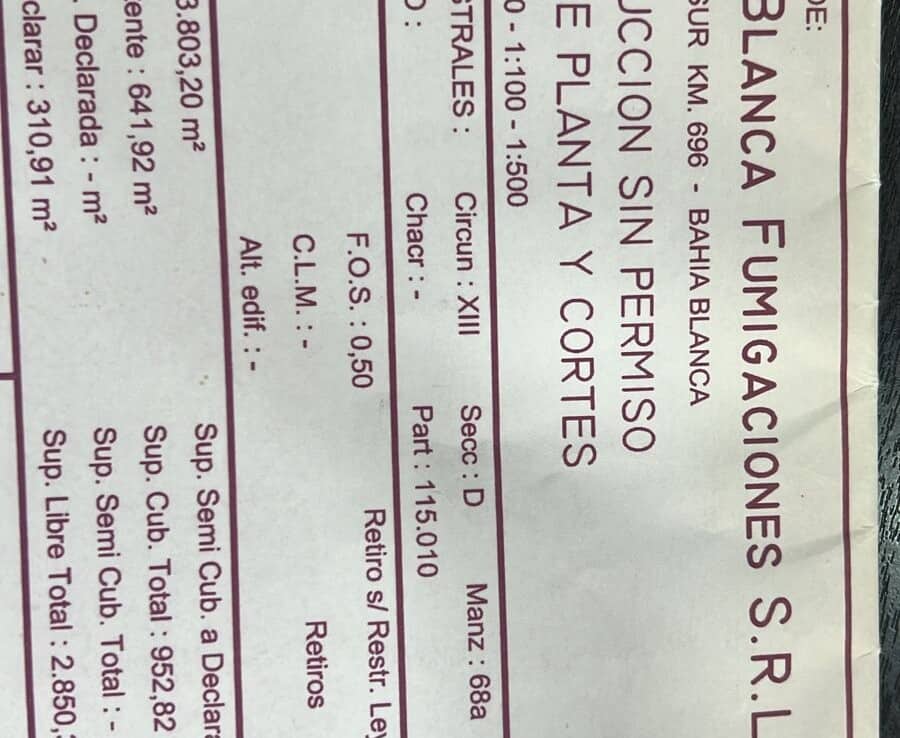 DE:
BLANCA FUMIGACIONES S.R.L
SUR KM. 696 - BAHIA BLANCA
UCCION SIN PERMISO
E PLANTA Y CORTES
0 - 1:100 - 1:500
STRALES : Circun : XIII Secc : D Manz : 68a
O : Chacr : - Part : 115.010
F.O.S. : 0,50 Retiro s/ Restr. Ley
C.L.M. : - Retiros
Alt. edif. : -
3.803,20 m² Sup. Semi Cub. a Declara
ente : 641,92 m² Sup. Cub. Total : 952,82
. Declarada : - m² Sup. Semi Cub. Total : -
clarar : 310,91 m² Sup. Libre Total : 2.850,